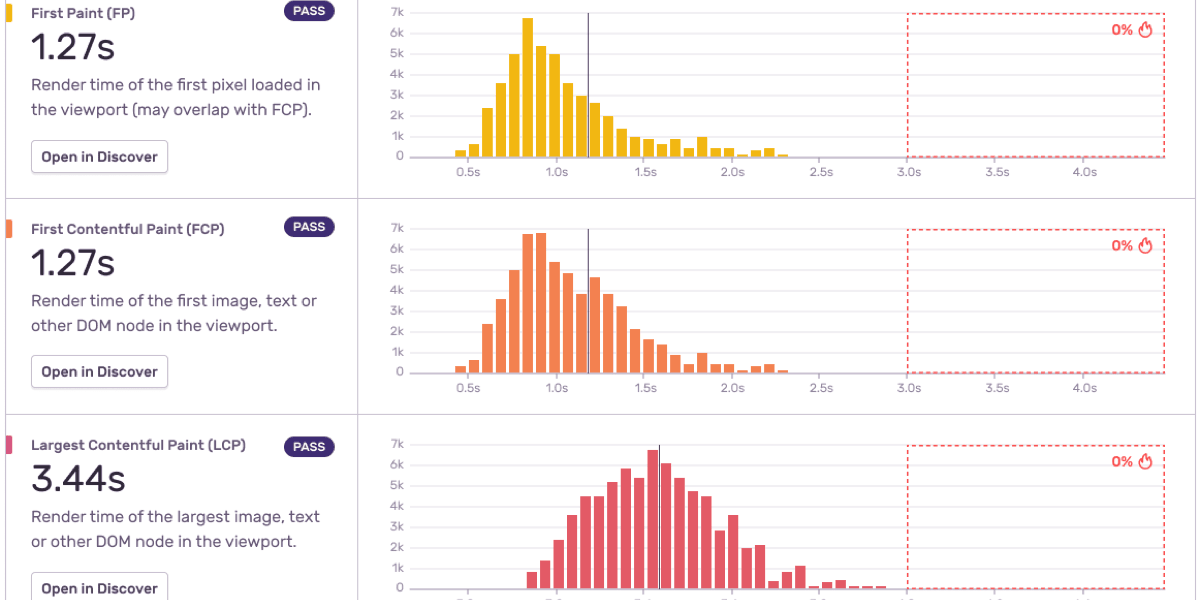 First Paint (FP)
PASS
1.27s
Render time of the first pixel loaded in
the viewport (may overlap with FCP).
Open in Discover
7k
6k
5k
4k
3k
2k
1k
0
0%
0.5s 1.0s 1.5s 2.0s 2.5s 3.0s 3.5s 4.0s
First Contentful Paint (FCP)
PASS
1.27s
Render time of the first image, text or
other DOM node in the viewport.
Open in Discover
7k
6k
5k
4k
3k
2k
1k
0
0%
0.5s 1.0s 1.5s 2.0s 2.5s 3.0s 3.5s 4.0s
Largest Contentful Paint (LCP)
PASS
3.44s
Render time of the largest image, text
or other DOM node in the viewport.
Open in Discover
7k
6k
5k
4k
3k
2k
1k
0
0%